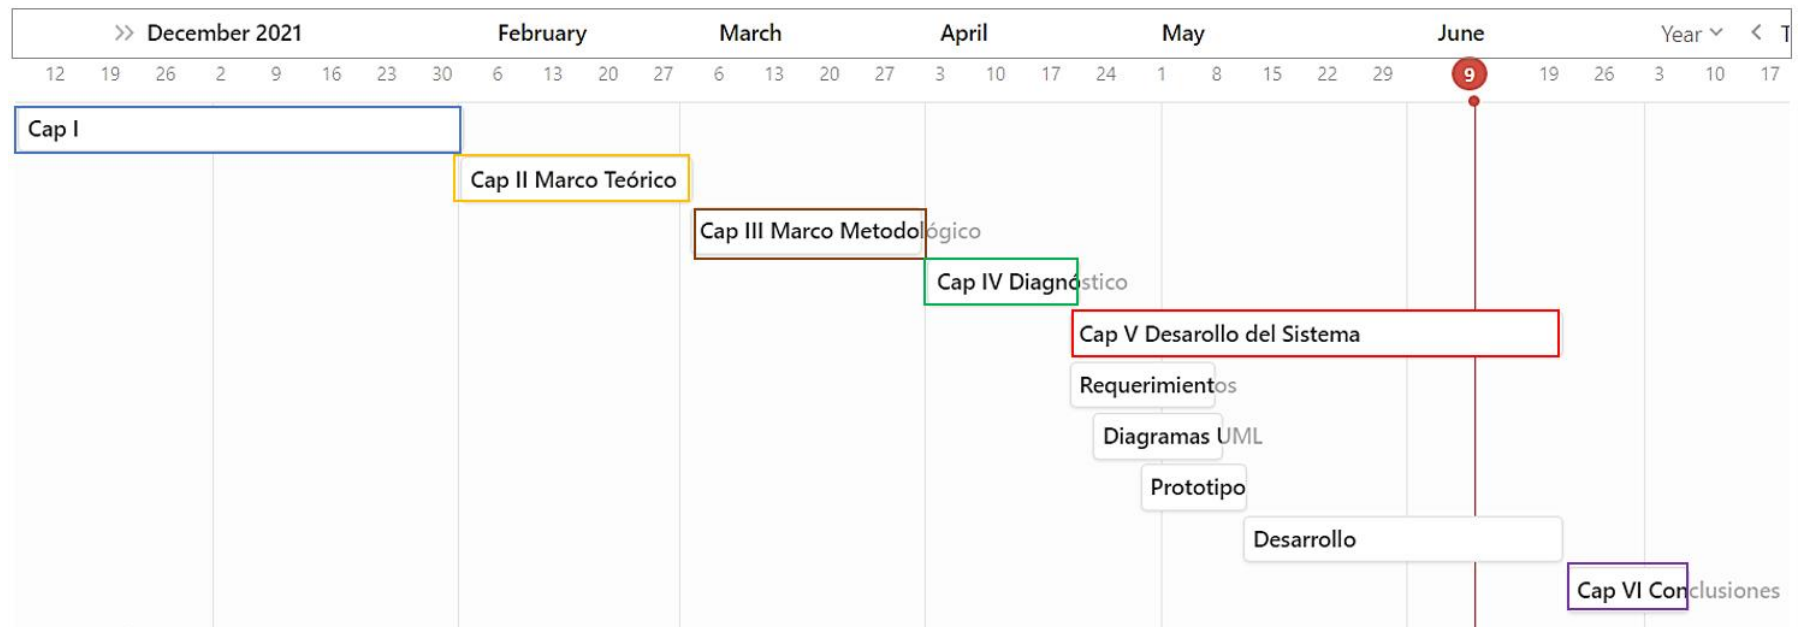 December 2021 February March April May June Year T
12 19 26 2 9 16 23 30 6 13 20 27 6 13 20 27 3 10 17 24 1 8 15 22 29 9 19 26 3 10 17
Cap I
Cap II Marco Teórico
Cap III Marco Metodológico
Cap IV Diagnóstico
Cap V Desarollo del Sistema
Requerimientos
Diagramas UML
Prototipo
Desarrollo
Cap VI Conclusiones